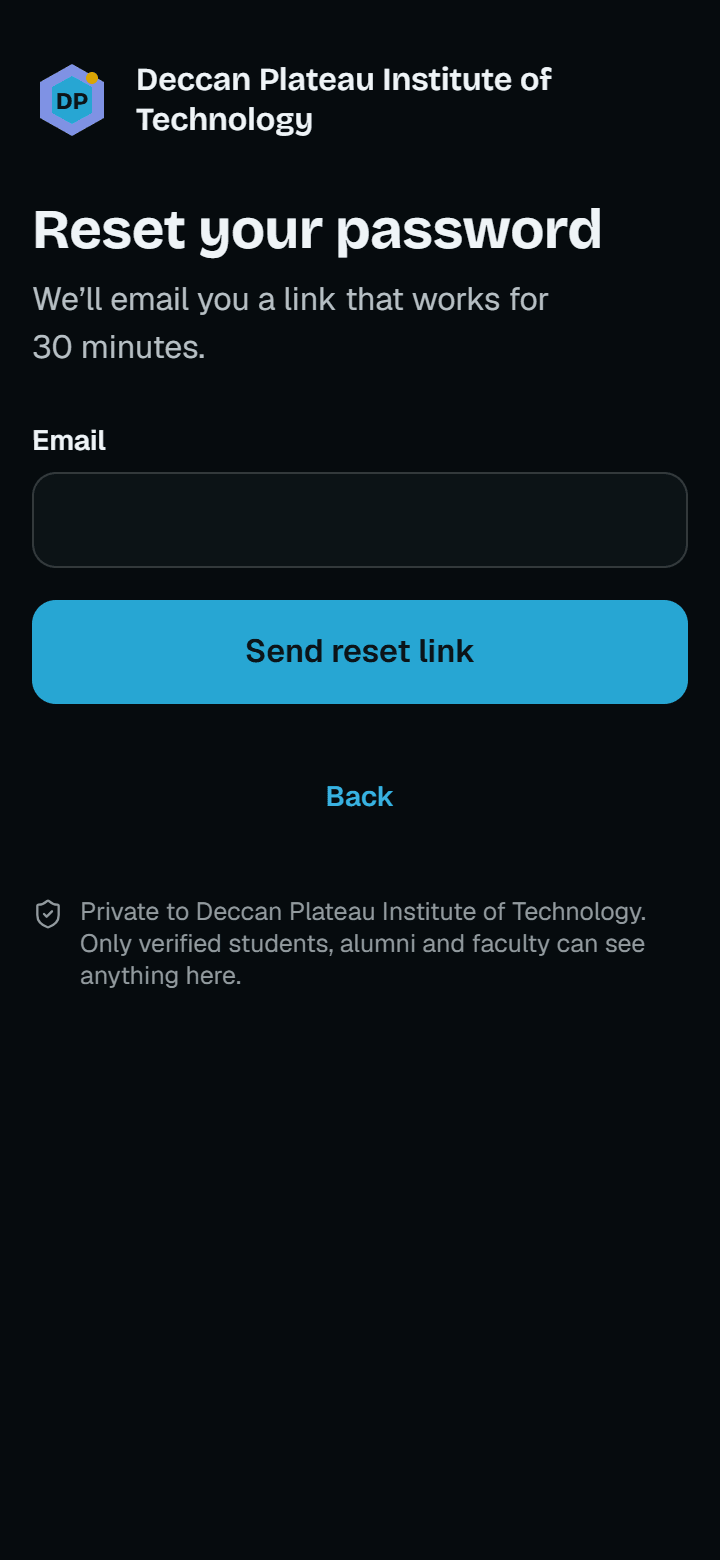 DP
Deccan Plateau Institute of
Technology
Reset your password
We’ll email you a link that works for
30 minutes.
Email
Send reset link
Back
Private to Deccan Plateau Institute of Technology.
Only verified students, alumni and faculty can see
anything here.